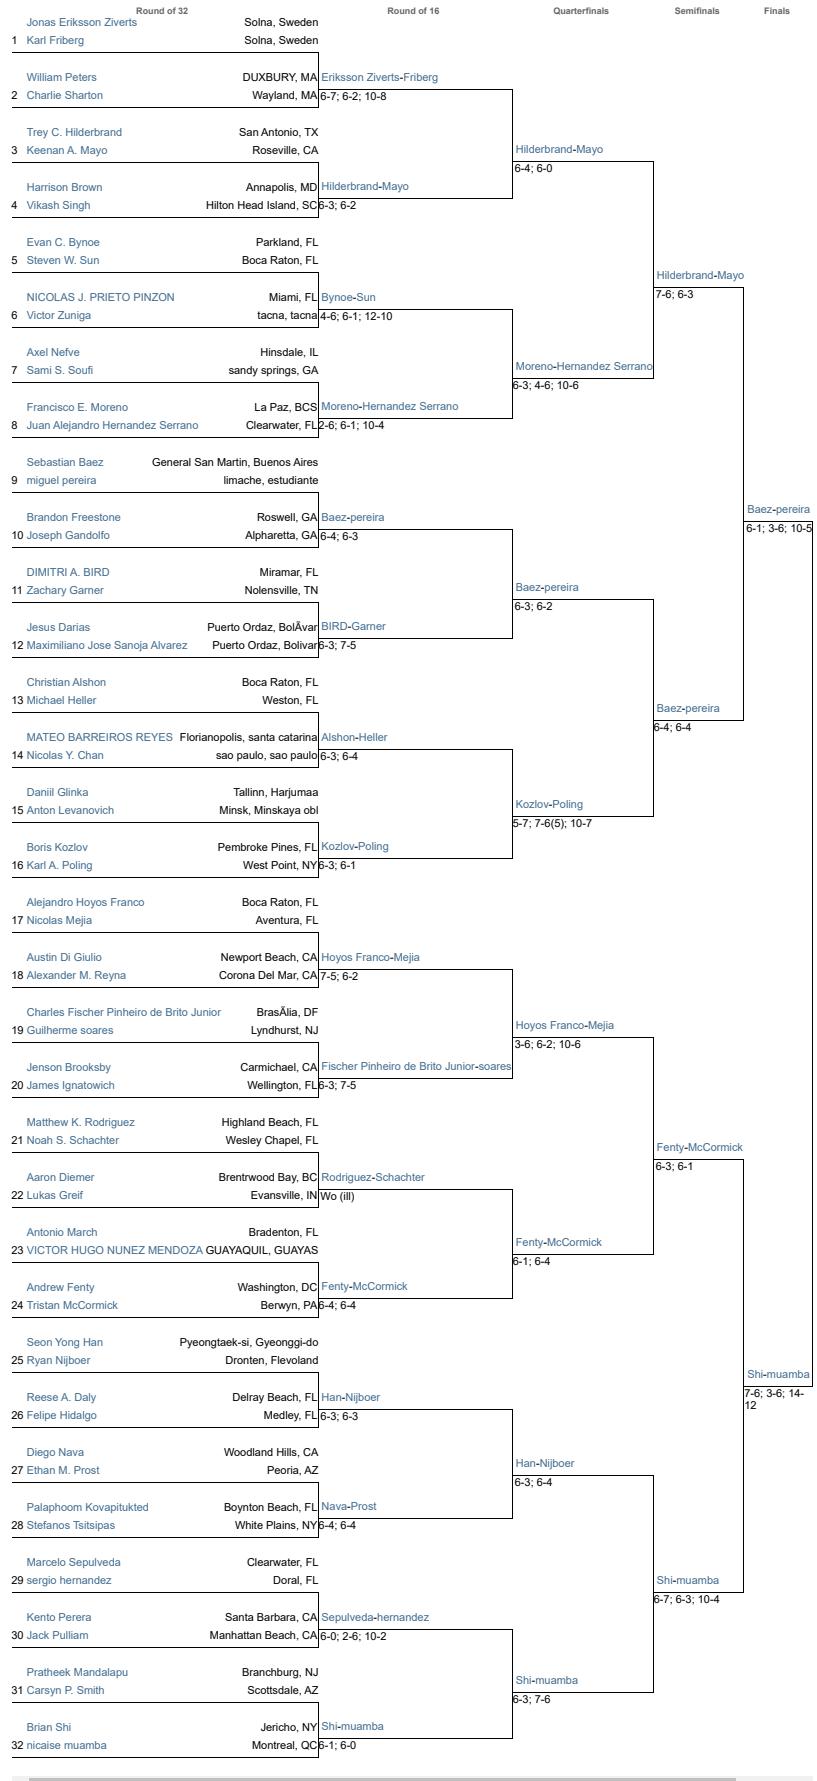 Round of 32 Round of 16 Quarterfinals Semifinals Finals
Jonas Eriksson Ziverts Solna, Sweden
1 Karl Friberg Solna, Sweden
William Peters DUXBURY, MA Eriksson Ziverts-Friberg
2 Charlie Sharton Wayland, MA 6-7; 6-2; 10-8
Trey C. Hilderbrand San Antonio, TX
3 Keenan A. Mayo Roseville, CA Hilderbrand-Mayo
6-4; 6-0
Harrison Brown Annapolis, MD Hilderbrand-Mayo
4 Vikash Singh Hilton Head Island, SC 6-3; 6-2
Evan C. Bynoe Parkland, FL
5 Steven W. Sun Boca Raton, FL
Hilderbrand-Mayo
NICOLAS J. PRIETO PINZON Miami, FL Bynoe-Sun 7-6; 6-3
6 Victor Zuniga tacna, tacna 4-6; 6-1; 12-10
Axel Nefve Hinsdale, IL
7 Sami S. Soufi sandy springs, GA Moreno-Hernandez Serrano
6-3; 4-6; 10-6
Francisco E. Moreno La Paz, BCS Moreno-Hernandez Serrano
8 Juan Alejandro Hernandez Serrano Clearwater, FL 2-6; 6-1; 10-4
Sebastian Baez General San Martin, Buenos Aires
9 miguel pereira limache, estudiante
Baez-pereira
Brandon Freestone Roswell, GA Baez-pereira
6-1; 3-6; 10-5
10 Joseph Gandolfo Alpharetta, GA 6-4; 6-3
DIMITRI A. BIRD Miramar, FL
11 Zachary Garner Nolensville, TN Baez-pereira
6-3; 6-2
Jesus Darias Puerto Ordaz, BolÃvar BIRD-Garner
12 Maximiliano Jose Sanoja Alvarez Puerto Ordaz, Bolivar 6-3; 7-5
Christian Alshon Boca Raton, FL
13 Michael Heller Weston, FL
Baez-pereira
6-4; 6-4
MATEO BARREIROS REYES Florianopolis, santa catarina Alshon-Heller
14 Nicolas Y. Chan sao paulo, sao paulo 6-3; 6-4
Daniil Glinka Tallinn, Harjumaa
15 Anton Levanovich Minsk, Minskaya obl Kozlov-Poling
5-7; 7-6(5); 10-7
Boris Kozlov Pembroke Pines, FL Kozlov-Poling
16 Karl A. Poling West Point, NY 6-3; 6-1
Alejandro Hoyos Franco Boca Raton, FL
17 Nicolas Mejia Aventura, FL
Austin Di Giulio Newport Beach, CA Hoyos Franco-Mejia
18 Alexander M. Reyna Corona Del Mar, CA 7-5; 6-2
Charles Fischer Pinheiro de Brito Junior BrasÃlia, DF
19 Guilherme soares Lyndhurst, NJ Hoyos Franco-Mejia
3-6; 6-2; 10-6
Jenson Brooksby Carmichael, CA Fischer Pinheiro de Brito Junior-soares
20 James Ignatowich Wellington, FL 6-3; 7-5
Matthew K. Rodriguez Highland Beach, FL
21 Noah S. Schachter Wesley Chapel, FL
Fenty-McCormick
6-3; 6-1
Aaron Diemer Brentrwood Bay, BC Rodriguez-Schachter
22 Lukas Greif Evansville, IN Wo (ill)
Antonio March Bradenton, FL
23 VICTOR HUGO NUNEZ MENDOZA GUAYAQUIL, GUAYAS Fenty-McCormick
6-1; 6-4
Andrew Fenty Washington, DC Fenty-McCormick
24 Tristan McCormick Berwyn, PA 6-4; 6-4
Seon Yong Han Pyeongtaek-si, Gyeonggi-do
25 Ryan Nijboer Dronten, Flevoland
Shi-muamba
7-6; 3-6; 14-
12
Reese A. Daly Delray Beach, FL Han-Nijboer
26 Felipe Hidalgo Medley, FL 6-3; 6-3
Diego Nava Woodland Hills, CA
27 Ethan M. Prost Peoria, AZ Han-Nijboer
6-3; 6-4
Palaphoom Kovapitukted Boynton Beach, FL Nava-Prost
28 Stefanos Tsitsipas White Plains, NY 6-4; 6-4
Marcelo Sepulveda Clearwater, FL
29 sergio hernandez Doral, FL Shi-muamba
6-7; 6-3; 10-4
Kento Perera Santa Barbara, CA Sepulveda-hernandez
30 Jack Pulliam Manhattan Beach, CA 6-0; 2-6; 10-2
Pratheek Mandalapu Branchburg, NJ
31 Carsyn P. Smith Scottsdale, AZ Shi-muamba
6-3; 7-6
Brian Shi Jericho, NY Shi-muamba
32 nicaise muamba Montreal, QC 6-1; 6-0